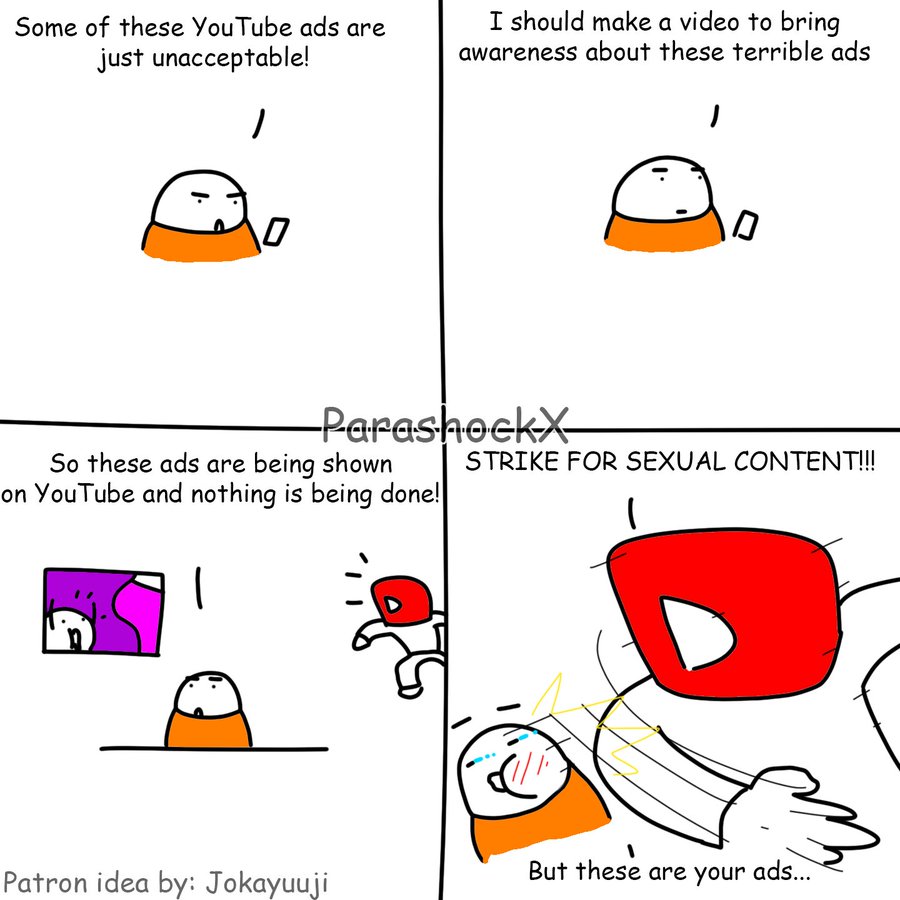 Some of these YouTube ads are
just unacceptable!
I should make a video to bring
awareness about these terrible ads
ParashockX
So these ads are being shown
on YouTube and nothing is being done!
STRIKE FOR SEXUAL CONTENT!!!
But these are your ads...
Patron idea by: Jokayuuji